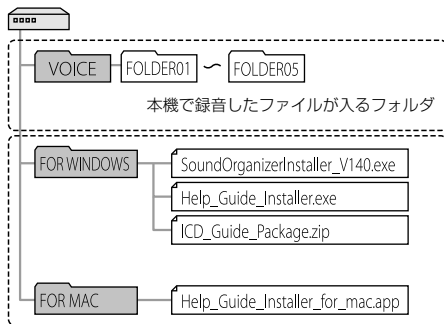 VOICE FOLDER01 〜 FOLDER05
本機で録音したファイルが入るフォルダ
FOR WINDOWS SoundOrganizerInstaller_V140.exe
Help_Guide_Installer.exe
ICD_Guide_Package.zip
FOR MAC Help_Guide_Installer_for_mac.app